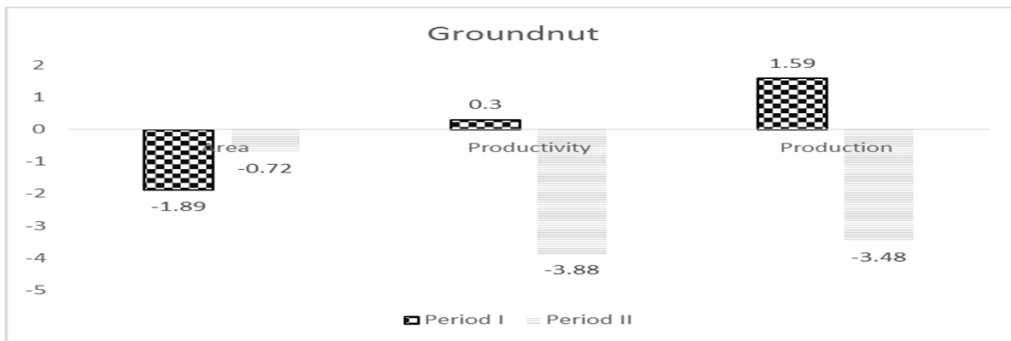 Groundnut
2
1
0
-1
-2
-3
-4
-5
1.59
0.3
Area
Productivity
Production
-0.72
-1.89
-3.88
-3.48
Period I
Period II